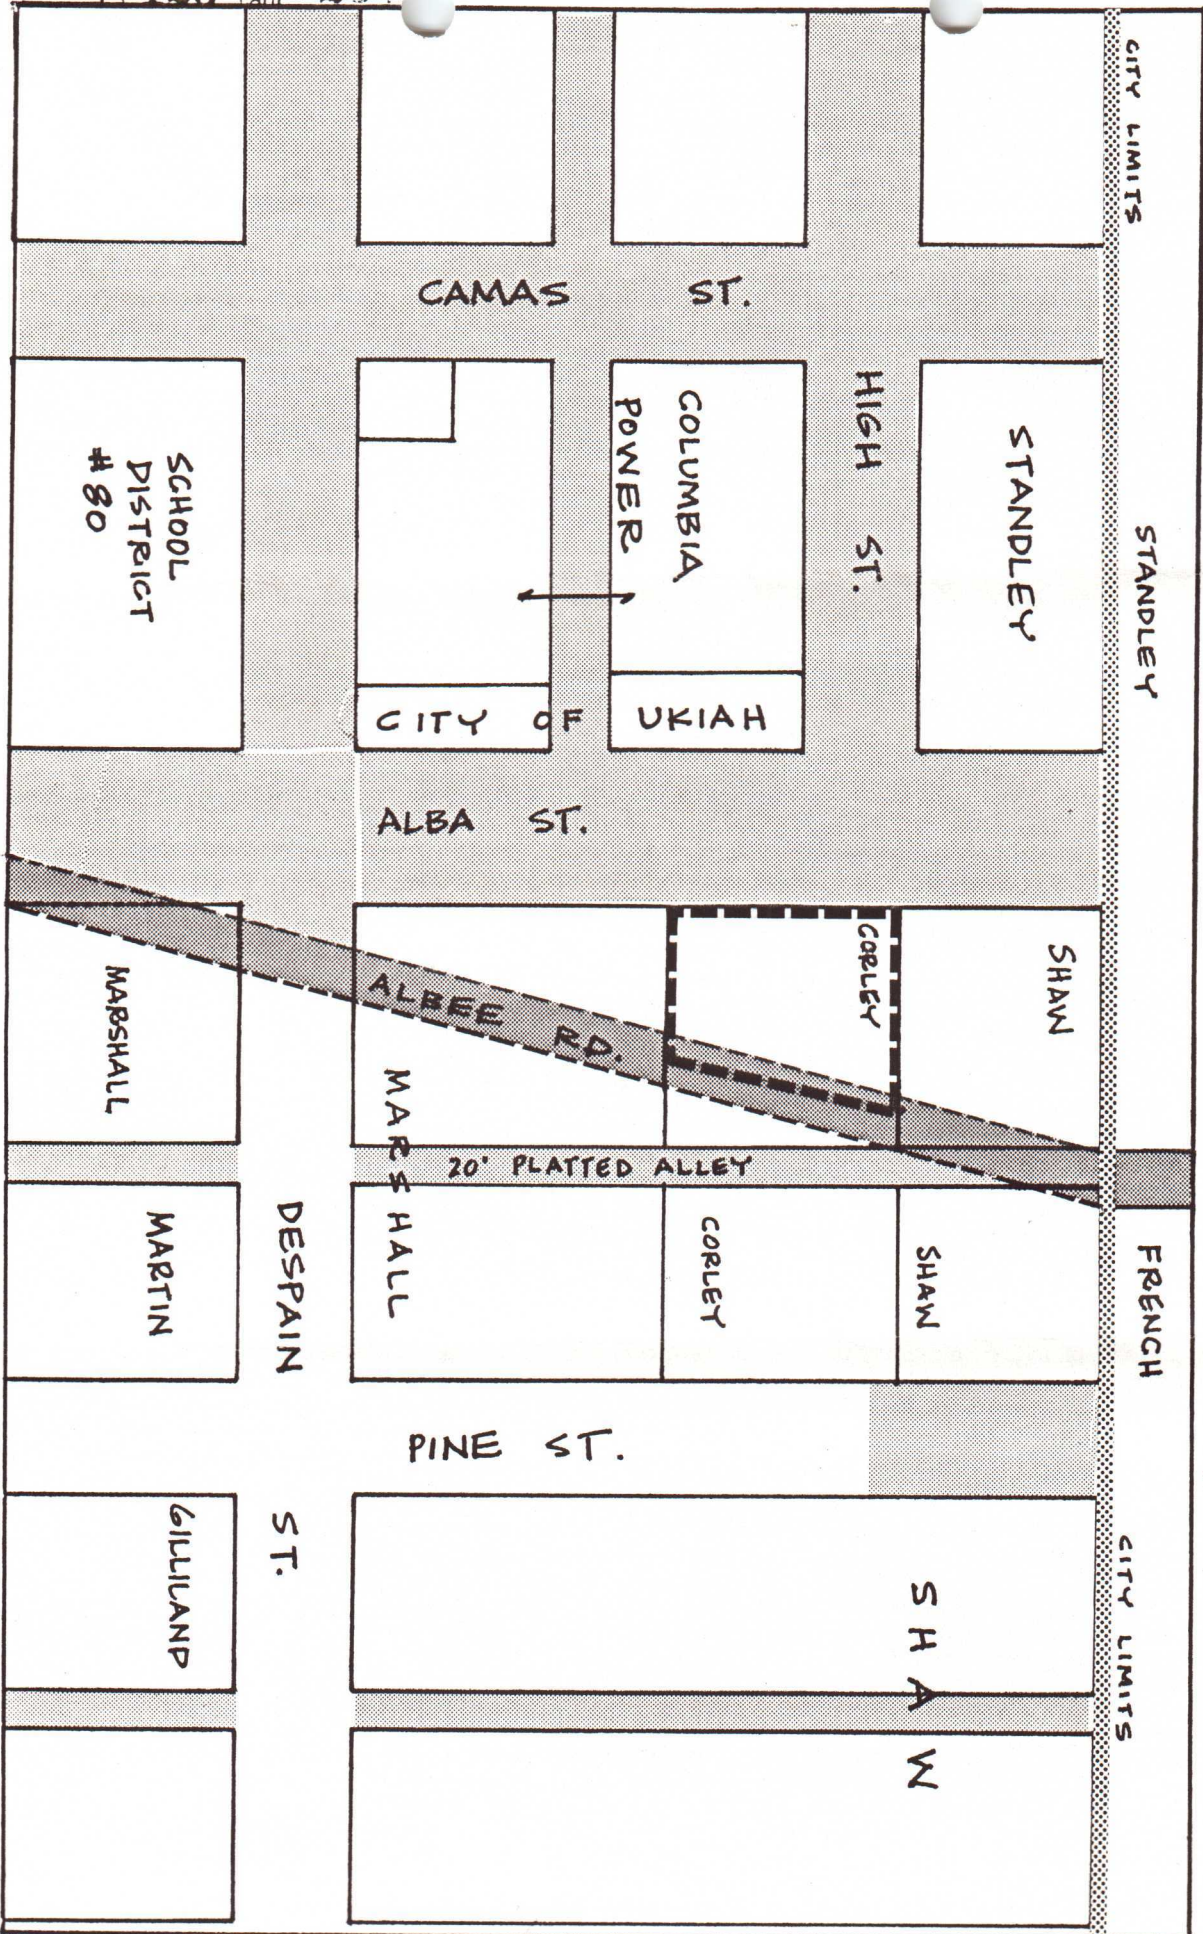 CITY LIMITS
CAMAS ST.
HIGH ST.
STANDLEY
STANDLEY
COLUMBIA
POWER
SCHOOL
DISTRICT
#80
CITY OF UKIAH
ALBA ST.
CORLEY
SHAW
MARSHALL
ALBEE RD.
MARSHALL
20' PLATTED ALLEY
MARTIN
DESPAIN ST.
CORLEY
SHAW
FRENCH
PINE ST.
GILLILAND
SHAW
CITY LIMITS